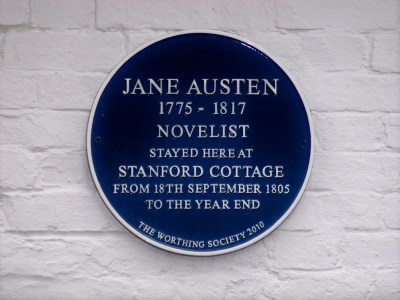 JANE AUSTEN
1775 - 1817
NOVELIST
STAYED HERE AT
STANFORD COTTAGE
FROM 18TH SEPTEMBER 1805
TO THE YEAR END
THE WORTHING SOCIETY 2010